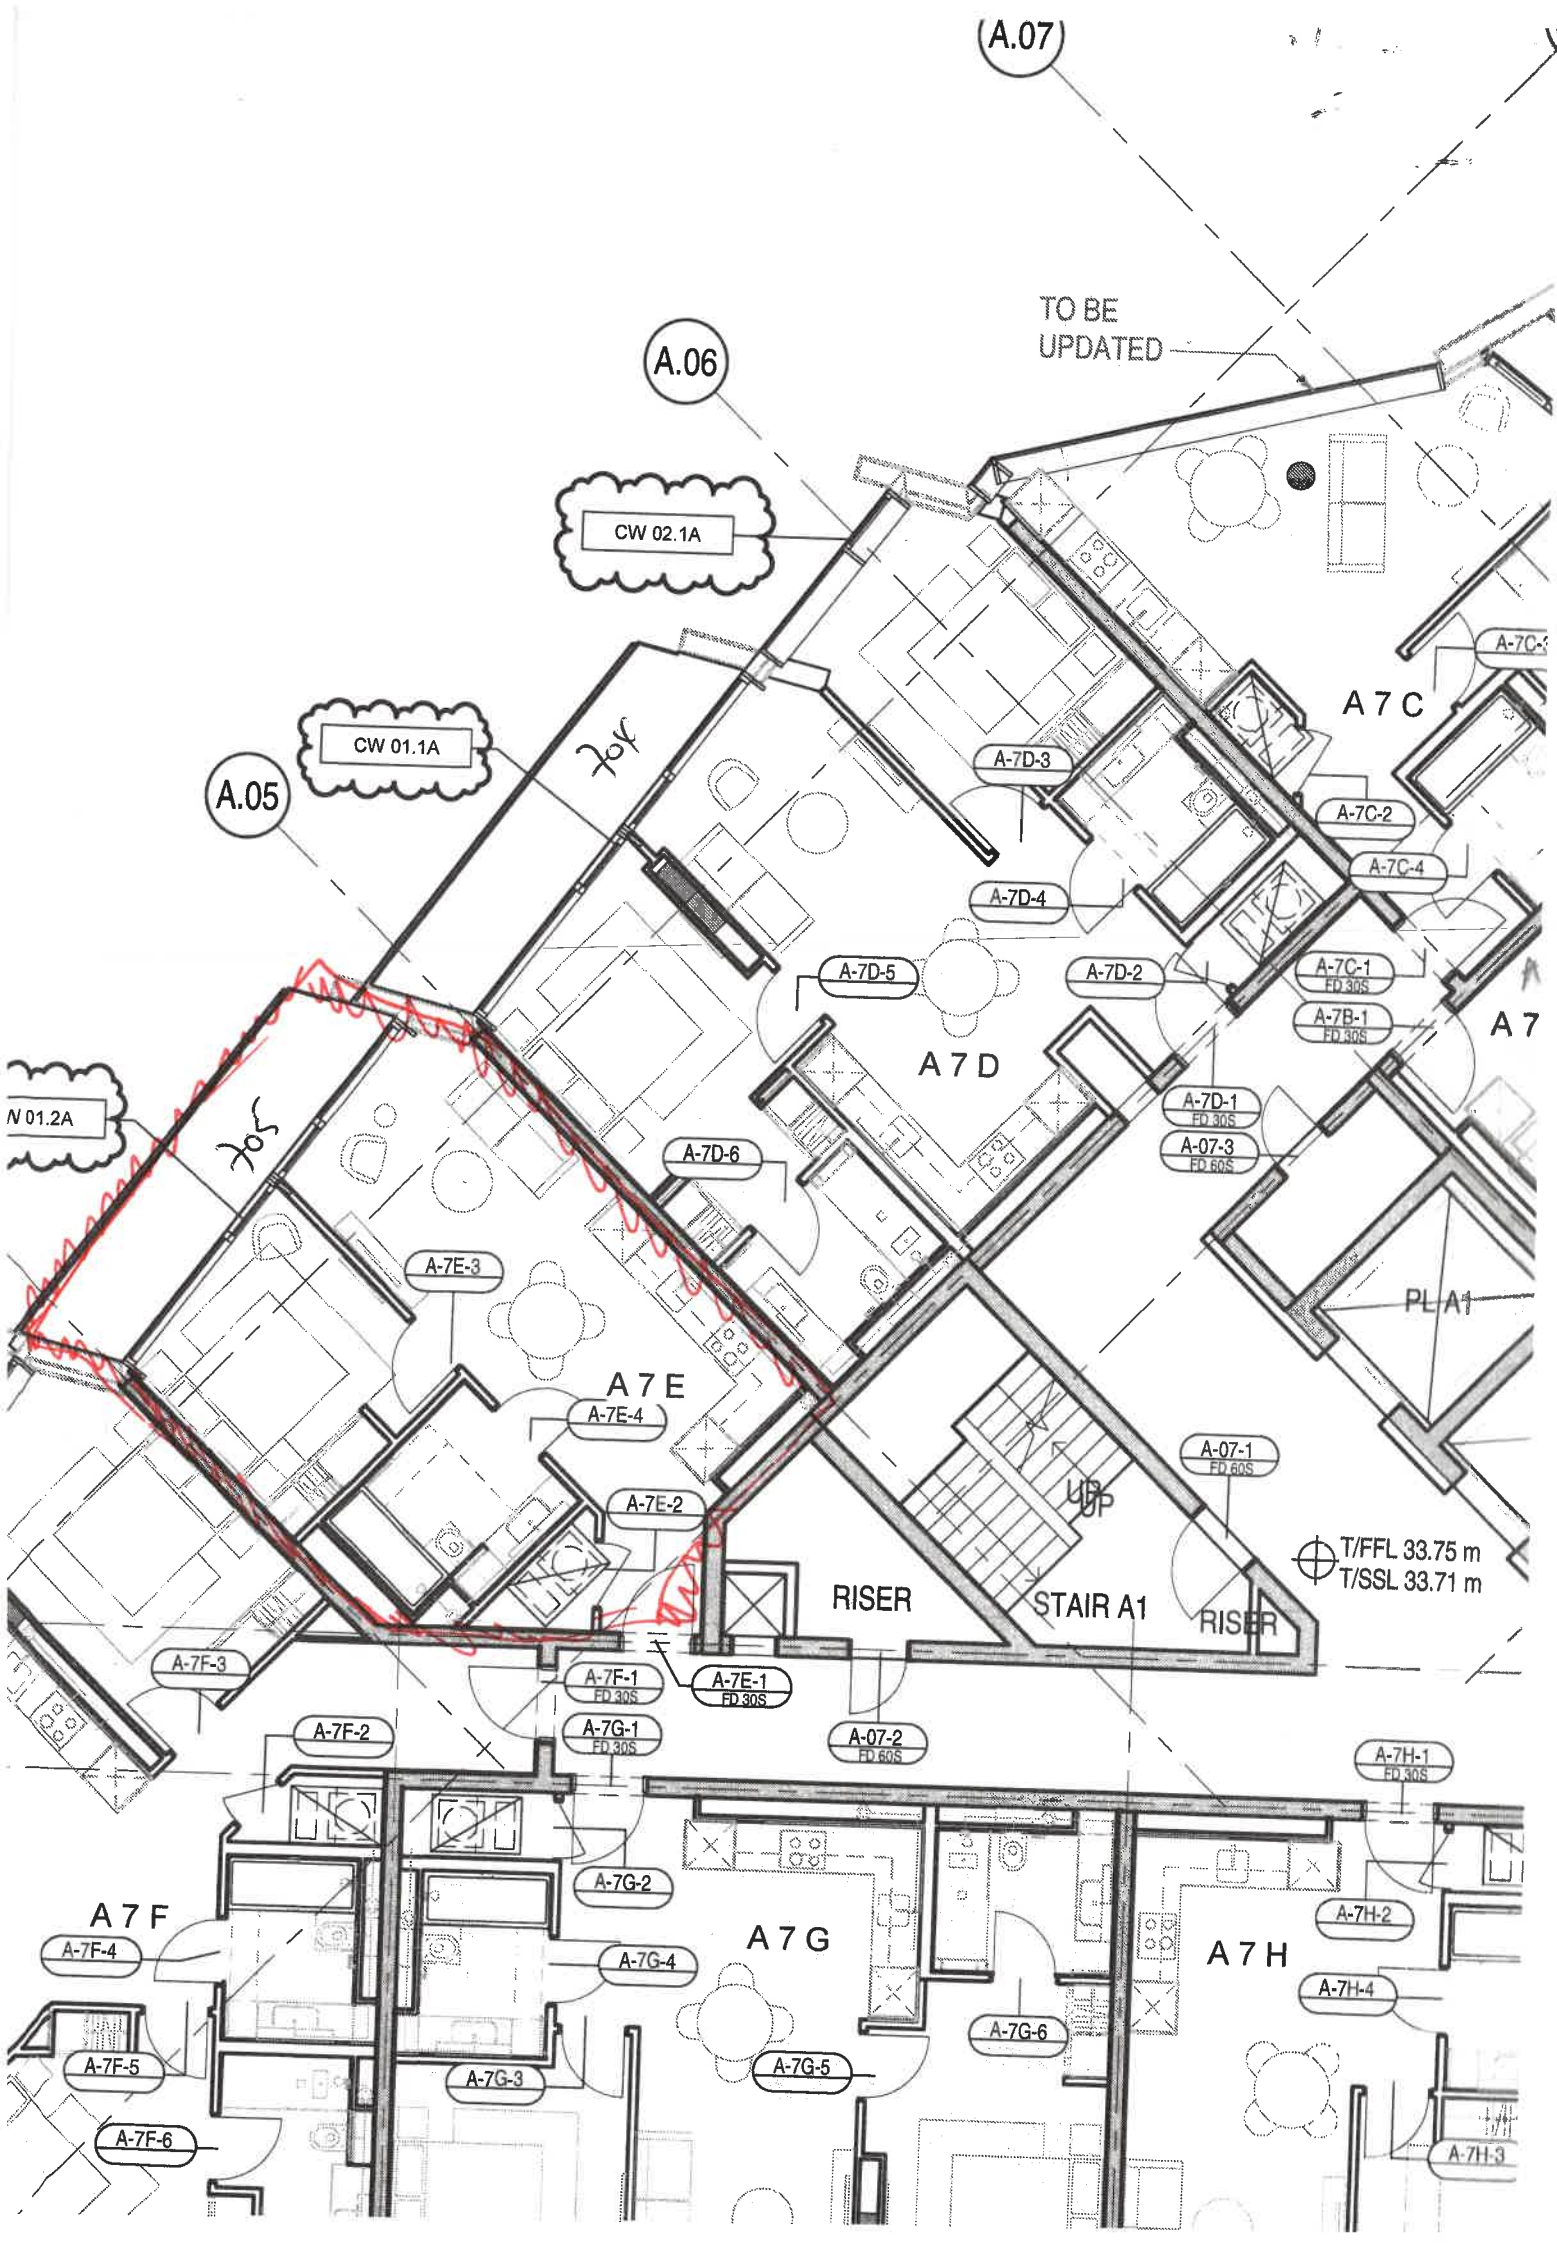 A.07
TO BE
UPDATED
A.06
CW 02.1A
A-7C-
A 7 C
704
CW 01.1A
A-7D-3
A.05
A-7C-2
A-7C-4
A-7D-4
A-7D-5
A-7D-2
A-7C-1
FD 30S
A-7B-1
FD 30S
A 7
A 7 D
A-7D-1
FD 30S
W 01.2A
705
A-07-3
FD 60S
A-7D-6
A-7E-3
PL A1
A 7 E
A-7E-4
A-07-1
FD 60S
UP
UP
A-7E-2
T/FFL 33.75 m
T/SSL 33.71 m
RISER
STAIR A1
RISER
A-7F-3
A-7F-1
FD 30S
A-7E-1
FD 30S
A-7F-2
A-7G-1
FD 30S
A-07-2
FD 60S
A-7H-1
FD 30S
A-7G-2
A 7 F
A-7H-2
A-7F-4
A-7G-4
A 7 G
A 7 H
A-7H-4
A-7G-6
A-7F-5
A-7G-3
A-7G-5
A-7F-6
A-7H-3